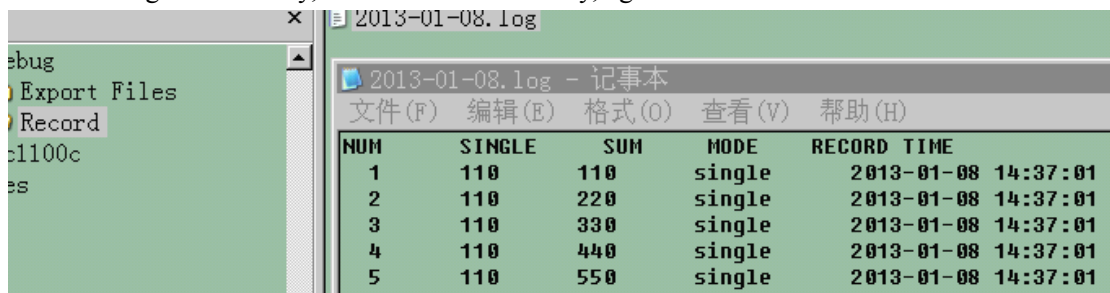 × 2013-01-08.log
ebug
Export Files
Record
c1100c
es
2013-01-08.log - 记事本
文件(F) 编辑(E) 格式(O) 查看(V) 帮助(H)
NUM SINGLE SUM MODE RECORD TIME
1 110 110 single 2013-01-08 14:37:01
2 110 220 single 2013-01-08 14:37:01
3 110 330 single 2013-01-08 14:37:01
4 110 440 single 2013-01-08 14:37:01
5 110 550 single 2013-01-08 14:37:01